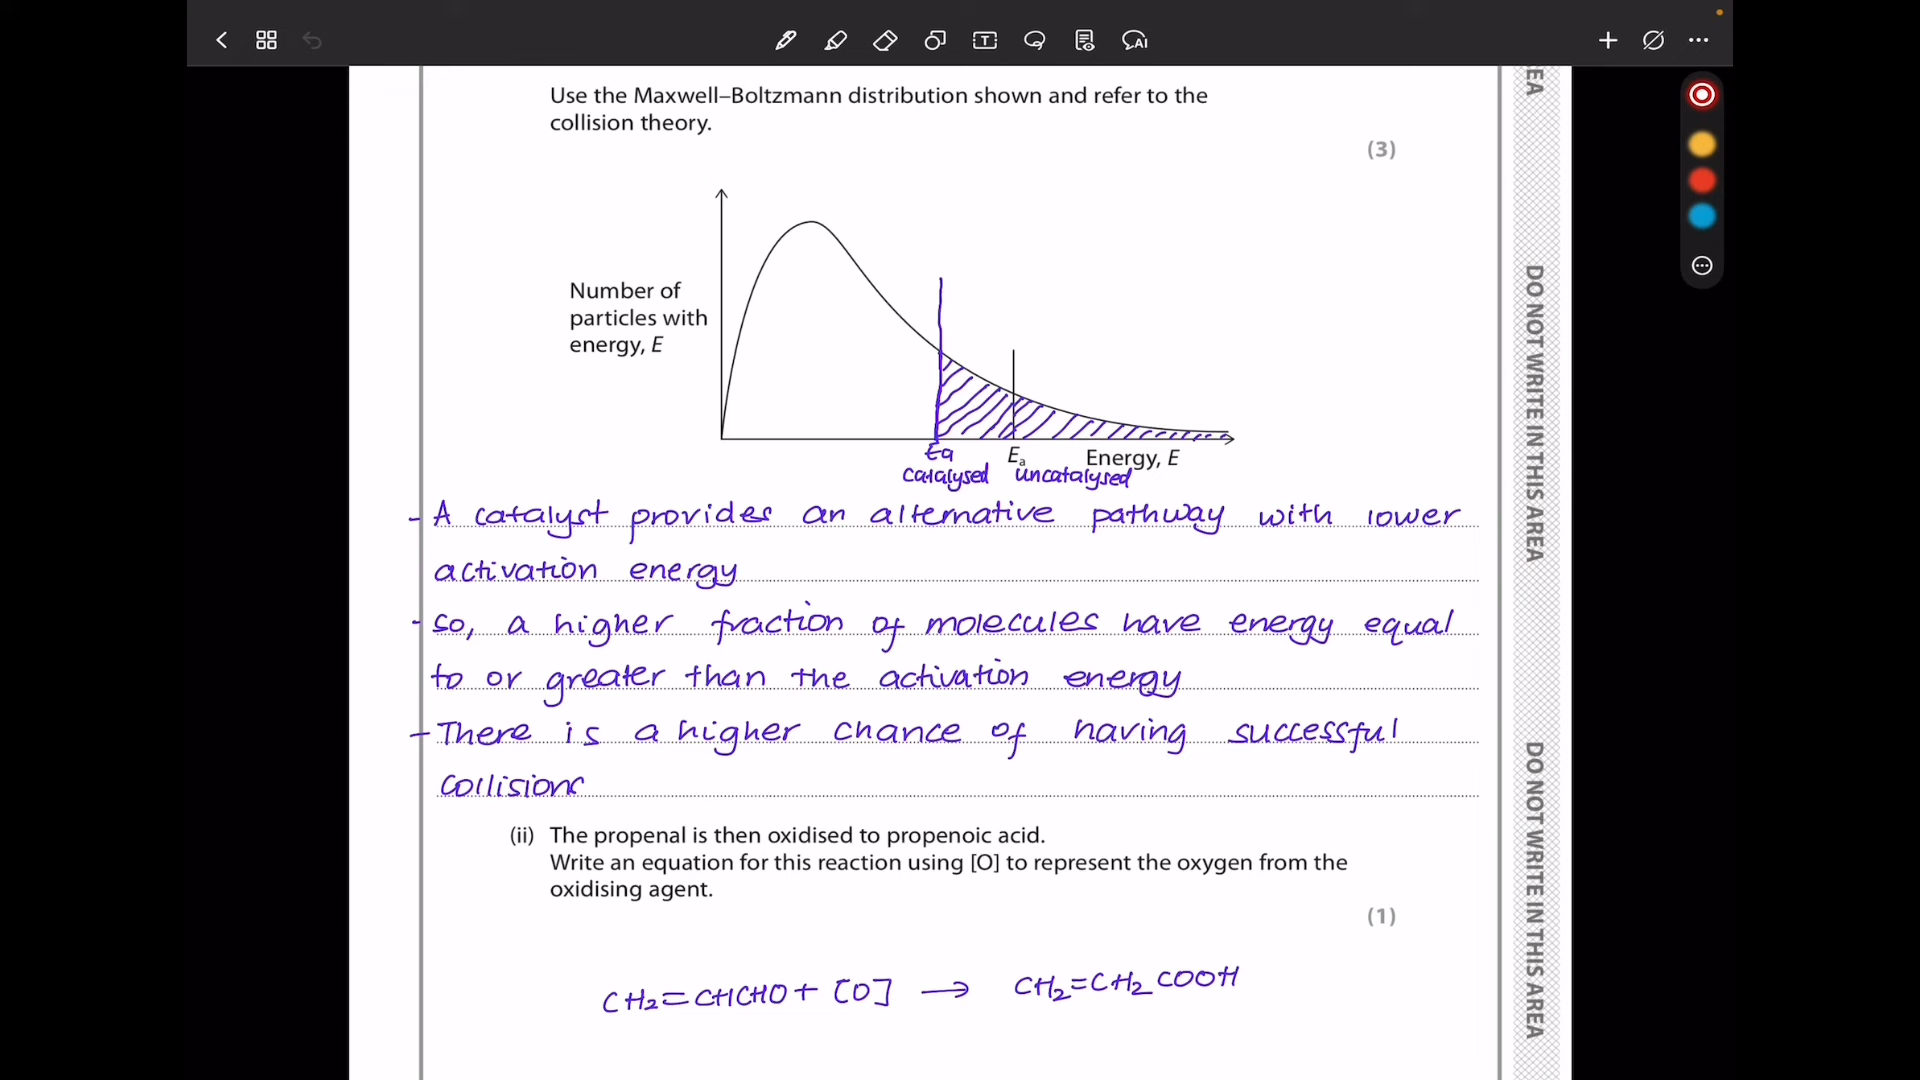 AI
Use the Maxwell–Boltzmann distribution shown and refer to the
collision theory.
(3)
Number of
particles with
energy, E
Ea
Ea
Energy, E
catalysed
uncatalysed
- A catalyst provides an alternative pathway with lower
activation energy
- so, a higher fraction of molecules have energy equal
to or greater than the activation energy
- There is a higher chance of having successful
collisions
(ii) The propenal is then oxidised to propenoic acid.
Write an equation for this reaction using [O] to represent the oxygen from the
oxidising agent.
(1)
CH2=CHCHO + [O] → CH2=CH2COOH
EA
DO NOT WRITE IN THIS AREA
DO NOT WRITE IN THIS AREA